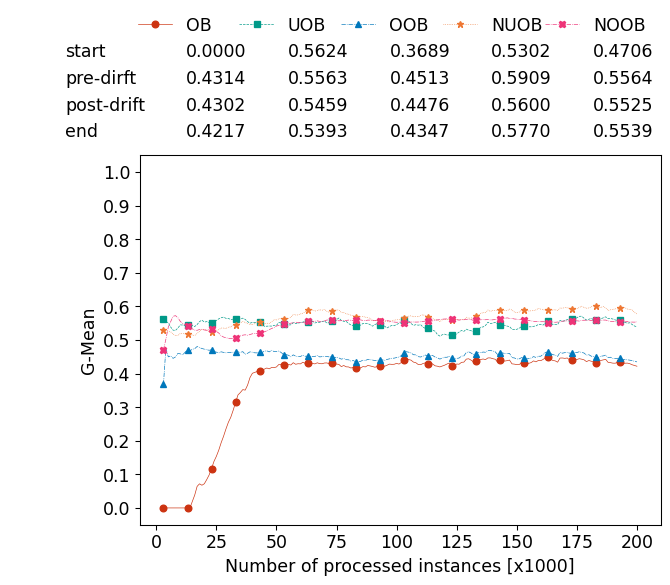 OB UOB OOB NUOB NOOB
start 0.0000 0.5624 0.3689 0.5302 0.4706
pre-dirft 0.4314 0.5563 0.4513 0.5909 0.5564
post-drift 0.4302 0.5459 0.4476 0.5600 0.5525
end 0.4217 0.5393 0.4347 0.5770 0.5539
1.0
0.9
0.8
0.7
0.6
0.5
0.4
0.3
0.2
0.1
0.0
G-Mean
0 25 50 75 100 125 150 175 200
Number of processed instances [x1000]